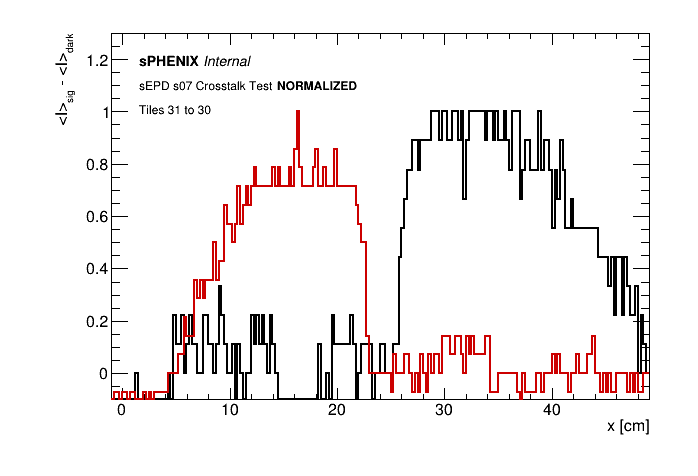 <I>sig - <I>dark
sPHENIX Internal
sEPD s07 Crosstalk Test NORMALIZED
Tiles 31 to 30
1.2
1
0.8
0.6
0.4
0.2
0
0 10 20 30 40
x [cm]